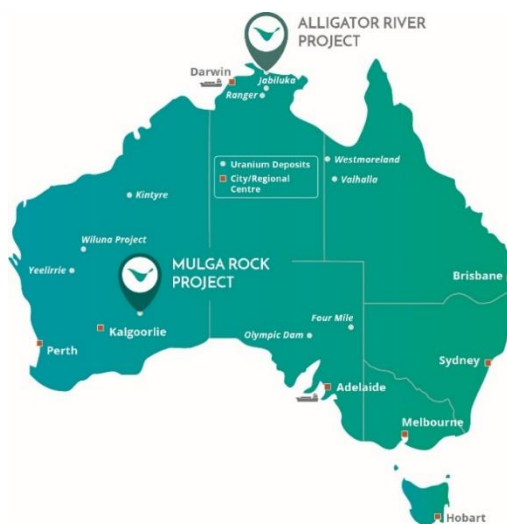 ALLIGATOR RIVER
PROJECT
Darwin
Jabiluka
Ranger
Uranium Deposits
City/Regional
Centre
Westmoreland
Valhalla
Kintyre
Wiluna Project
Yeelirrie
MULGA ROCK
PROJECT
Brisbane
Kalgoorlie
Four Mile
Olympic Dam
Perth
Sydney
Adelaide
Melbourne
Hobart